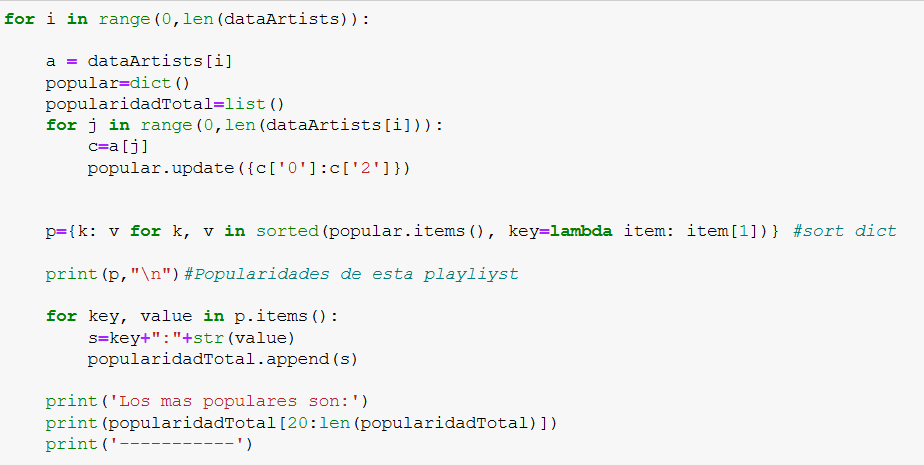 for i in range(0,len(dataArtists)):
    a = dataArtists[i]
    popular=dict()
    popularidadTotal=list()
    for j in range(0,len(dataArtists[i])):
        c=a[j]
        popular.update({c['0']:c['2']})
    p={k: v for k, v in sorted(popular.items(), key=lambda item: item[1])} #sort dict
    print(p,"\n")#Popularidades de esta playliyst
    for key, value in p.items():
        s=key+":"+str(value)
        popularidadTotal.append(s)
    print('Los mas populares son:')
    print(popularidadTotal[20:len(popularidadTotal)])
    print('-----------')